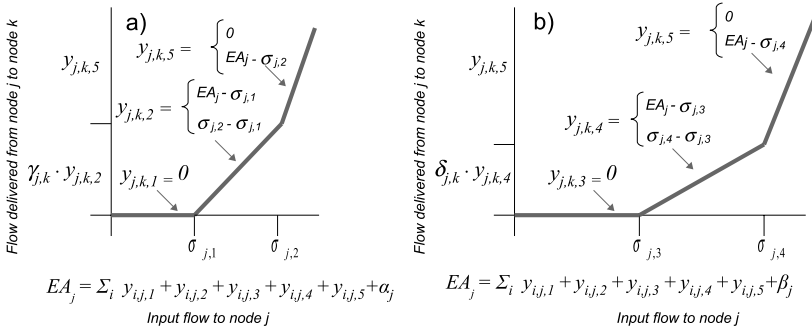 a)
Flow delivered from node j to node k
y_{j,k,5}
γ_{j,k} · y_{j,k,2}
y_{j,k,5} = { 0
EA_j - σ_{j,2}
y_{j,k,2} = { EA_j - σ_{j,1}
σ_{j,2} - σ_{j,1}
y_{j,k,1} = 0
σ_{j,1}
σ_{j,2}
EA_j = Σ_i y_{i,j,1} + y_{i,j,2} + y_{i,j,3} + y_{i,j,4} + y_{i,j,5} + α_j
Input flow to node j
b)
Flow delivered from node j to node k
y_{j,k,5}
δ_{j,k} · y_{j,k,4}
y_{j,k,5} = { 0
EA_j - σ_{j,4}
y_{j,k,4} = { EA_j - σ_{j,3}
σ_{j,4} - σ_{j,3}
y_{j,k,3} = 0
σ_{j,3}
σ_{j,4}
EA_j = Σ_i y_{i,j,1} + y_{i,j,2} + y_{i,j,3} + y_{i,j,4} + y_{i,j,5} + β_j
Input flow to node j